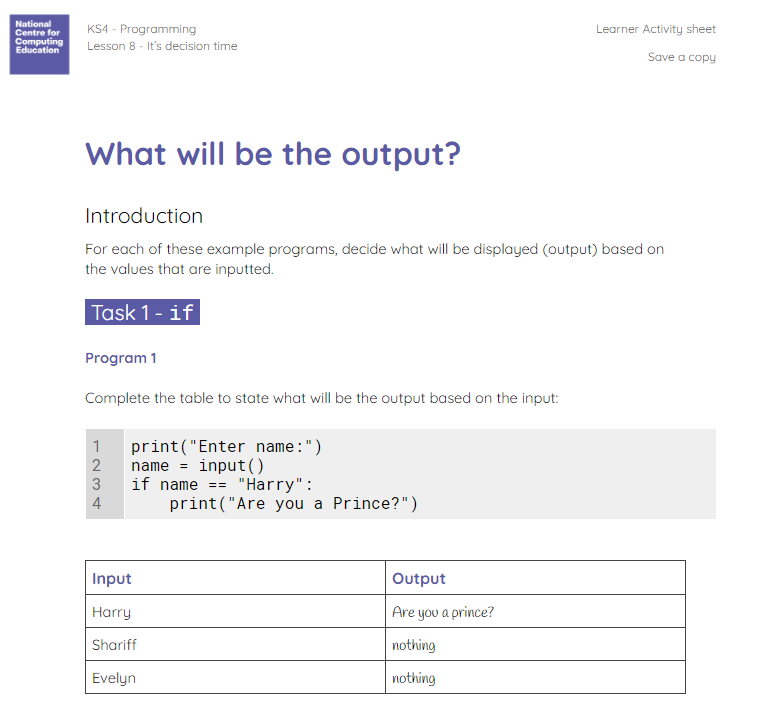 National
Centre for
Computing
Education
KS4 - Programming
Lesson 8 - It's decision time
Learner Activity sheet
Save a copy
What will be the output?
Introduction
For each of these example programs, decide what will be displayed (output) based on
the values that are inputted.
Task 1 - if
Program 1
Complete the table to state what will be the output based on the input:
1 print("Enter name:")
2 name = input()
3 if name == "Harry":
4     print("Are you a Prince?")
Input Output
Harry Are you a prince?
Shariff nothing
Evelyn nothing